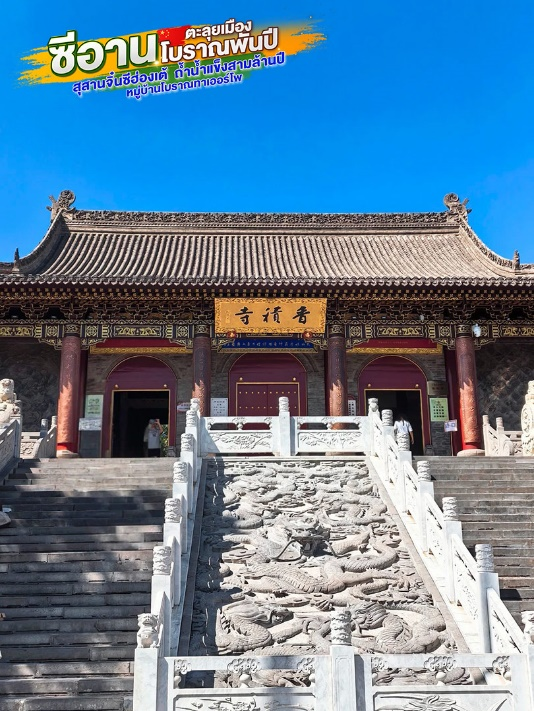 ซีอาน
ตะลุยเมือง
โบราณพันปี
สุสานจิ๋นซีฮ่องเต้ ถ้ำน้ำแข็งสามล้านปี
หมู่บ้านโบราณทาเออร์โพ
香積寺